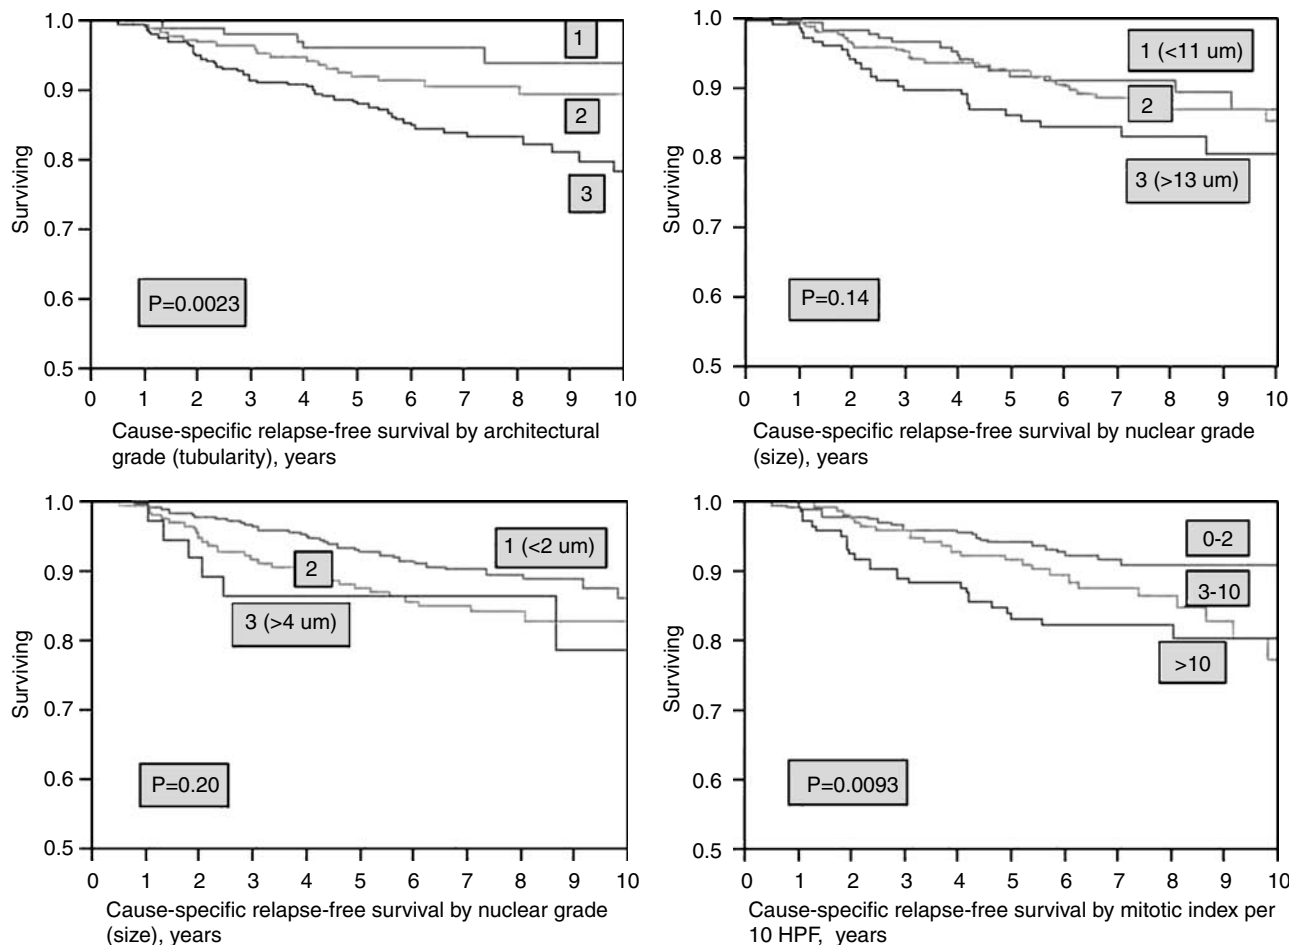 1.0
0.9
0.8
0.7
0.6
0.5
Surviving
1
2
3
P=0.0023
0 1 2 3 4 5 6 7 8 9 10
Cause-specific relapse-free survival by architectural
grade (tubularity), years
1.0
0.9
0.8
0.7
0.6
0.5
Surviving
1 (<11 um)
2
3 (>13 um)
P=0.14
0 1 2 3 4 5 6 7 8 9 10
Cause-specific relapse-free survival by nuclear grade
(size), years
1.0
0.9
0.8
0.7
0.6
0.5
Surviving
1 (<2 um)
2
3 (>4 um)
P=0.20
0 1 2 3 4 5 6 7 8 9 10
Cause-specific relapse-free survival by nuclear grade
(size), years
1.0
0.9
0.8
0.7
0.6
0.5
Surviving
0-2
3-10
>10
P=0.0093
0 1 2 3 4 5 6 7 8 9 10
Cause-specific relapse-free survival by mitotic index per
10 HPF, years